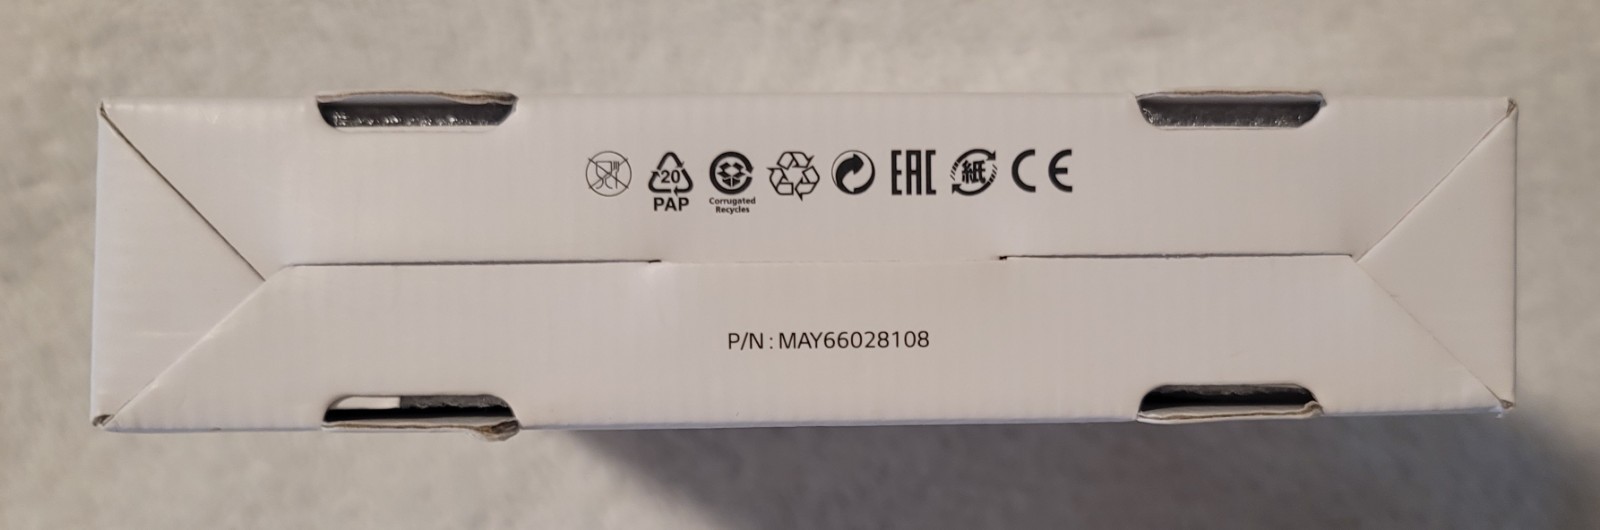 20
PAP
Corrugated
Recycles
EAC
紙
CE
P/N : MAY66028108